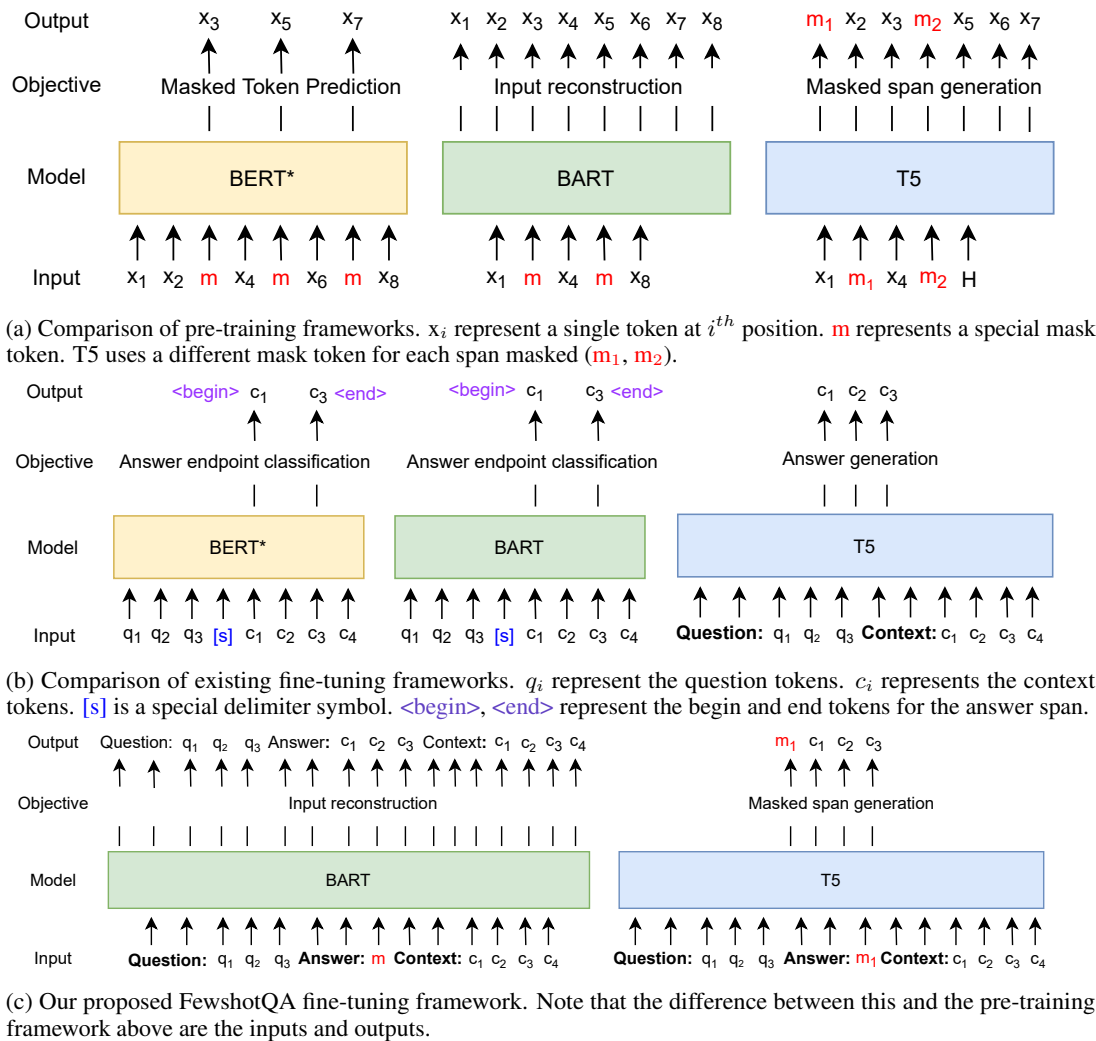 Output x3 x5 x7 x1 x2 x3 x4 x5 x6 x7 x8 m1 x2 x3 m2 x5 x6 x7
Objective Masked Token Prediction Input reconstruction Masked span generation
Model BERT* BART T5
Input x1 x2 m x4 m x6 m x8 x1 m x4 m x8 x1 m1 x4 m2 H
(a) Comparison of pre-training frameworks. xi represent a single token at ith position. m represents a special mask
token. T5 uses a different mask token for each span masked (m1, m2).
Output <begin> c1 c3 <end> <begin> c1 c3 <end> c1 c2 c3
Objective Answer endpoint classification Answer endpoint classification Answer generation
Model BERT* BART T5
Input q1 q2 q3 [s] c1 c2 c3 c4 q1 q2 q3 [s] c1 c2 c3 c4 Question: q1 q2 q3 Context: c1 c2 c3 c4
(b) Comparison of existing fine-tuning frameworks. qi represent the question tokens. ci represents the context
tokens. [s] is a special delimiter symbol. <begin>, <end> represent the begin and end tokens for the answer span.
Output Question: q1 q2 q3 Answer: c1 c2 c3 Context: c1 c2 c3 c4 m1 c1 c2 c3
Objective Input reconstruction Masked span generation
Model BART T5
Input Question: q1 q2 q3 Answer: m Context: c1 c2 c3 c4 Question: q1 q2 q3 Answer: m1 Context: c1 c2 c3 c4
(c) Our proposed FewshotQA fine-tuning framework. Note that the difference between this and the pre-training
framework above are the inputs and outputs.